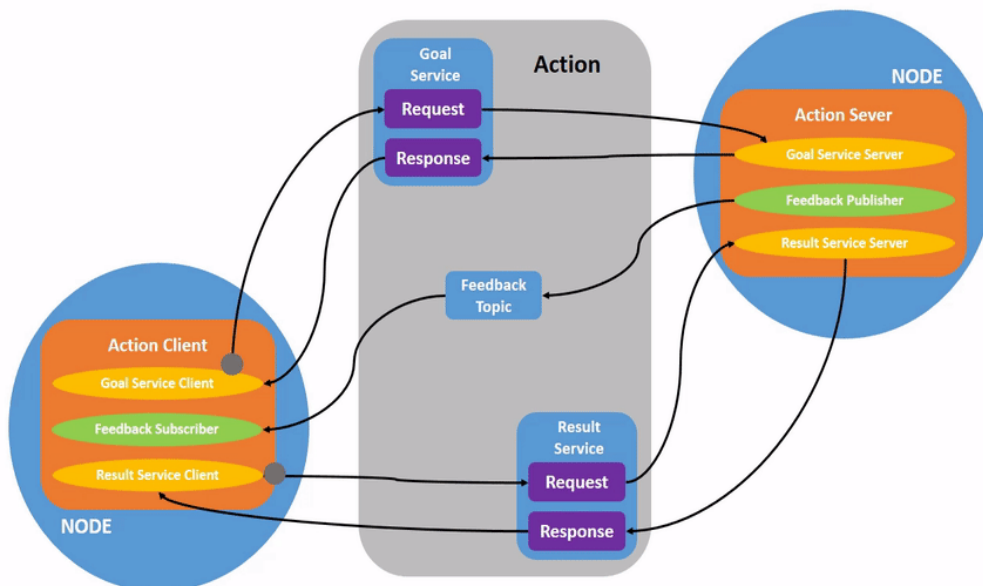 Goal
Service
Request
Response
Action
NODE
Action Sever
Goal Service Server
Feedback Publisher
Result Service Server
Feedback
Topic
Action Client
Goal Service Client
Feedback Subscriber
Result Service Client
NODE
Result
Service
Request
Response